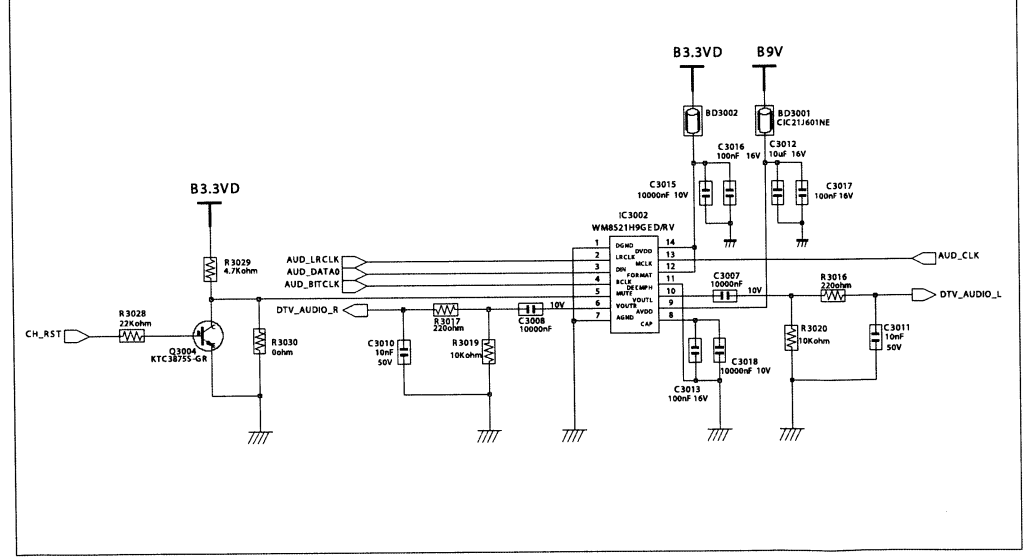 B3.3VD
B9V
BD3002
BD3001
CIC21J601NE
C3016
100nF 16V
C3012
10uF 16V
C3015
10000nF 10V
C3017
100nF 16V
B3.3VD
IC3002
WM8521H9GED/RV
R3029
4.7Kohm
AUD_LRCLK
AUD_DATA0
AUD_BITCLK
1
2
3
4
5
6
7
DGND
LRCLK
DIN
BCLK
MUTE
VOUTR
AGND
DVDD
MCLK
FORMAT
DEEMPH
VOUTL
AVDD
CAP
14
13
12
11
10
9
8
AUD_CLK
C3007
10000nF
10V
R3016
220ohm
DTV_AUDIO_L
DTV_AUDIO_R
R3017
220ohm
10V
C3008
10000nF
R3028
22Kohm
CH_RST
Q3004
KTC3875S-GR
R3030
0ohm
C3010
10nF
50V
R3019
10Kohm
C3018
10000nF 10V
C3013
100nF 16V
R3020
10Kohm
C3011
10nF
50V